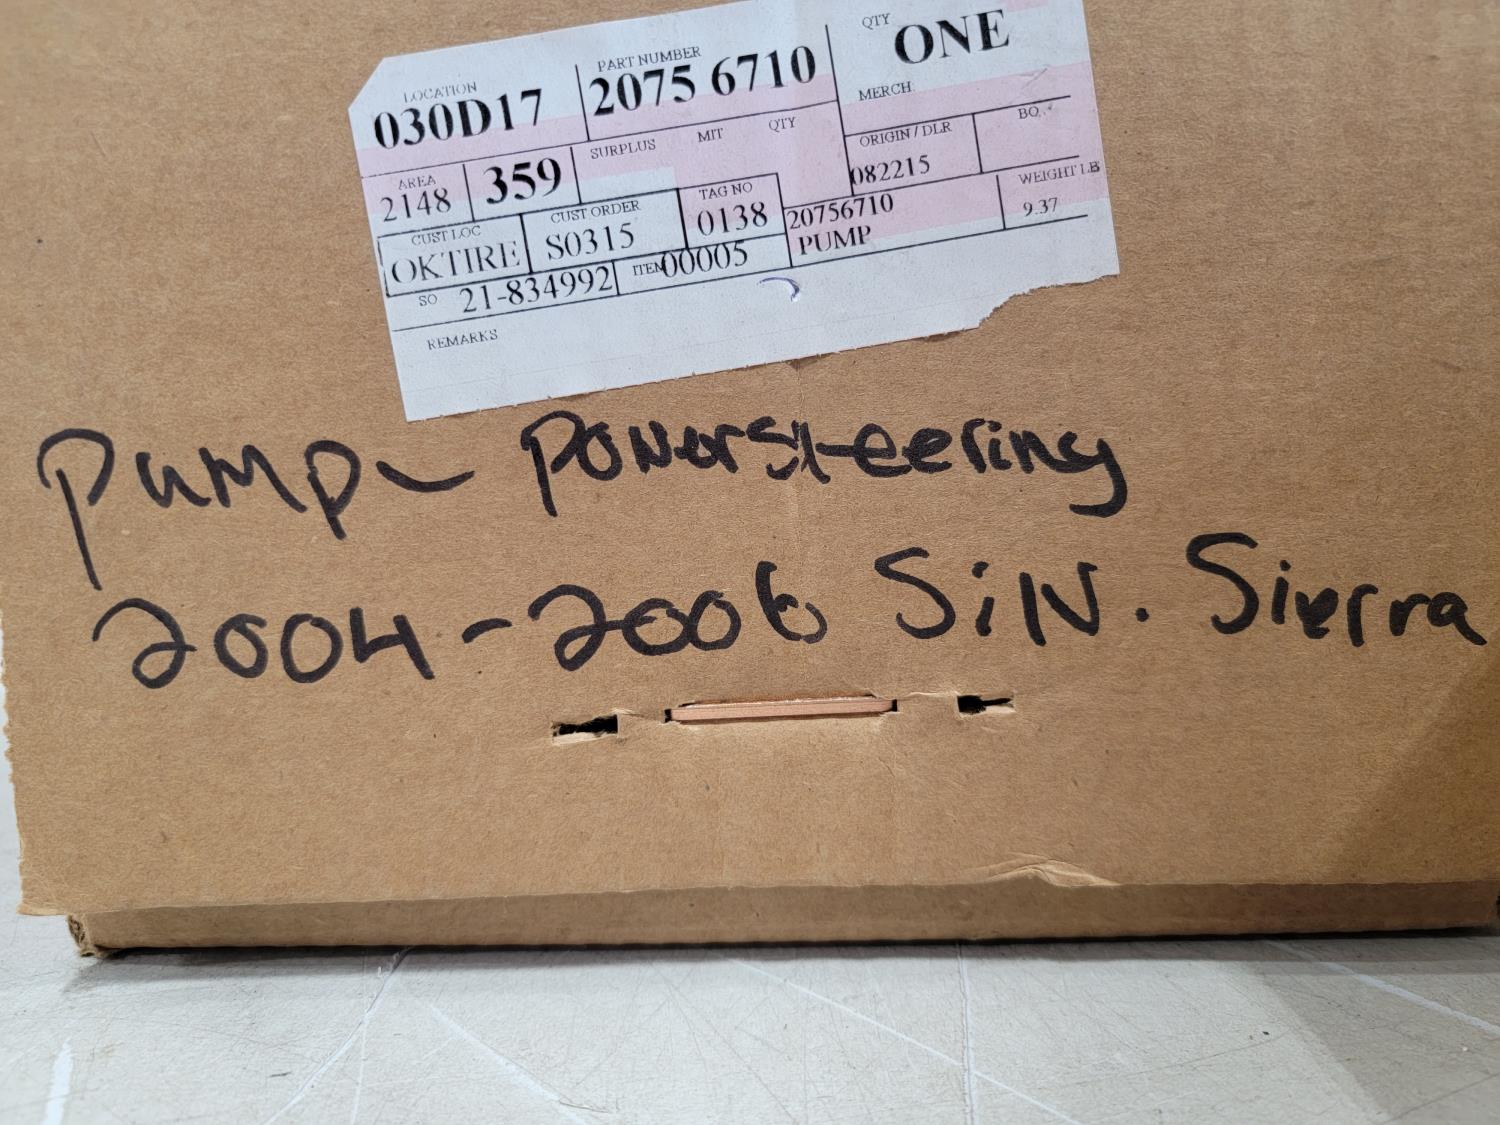 LOCATION PART NUMBER QTY
030D17 2075 6710 ONE
MERCH:
AREA SURPLUS MIT QTY ORIGIN / DLR BO
2148 359 082215
CUST LOC CUST ORDER TAG NO WEIGHT LB
OKTIRE S0315 0138 20756710 9.37
SO 21-834992 ITEM 00005 PUMP
REMARKS
Pump - Powersteering
2004-2006 Silv. Sierra